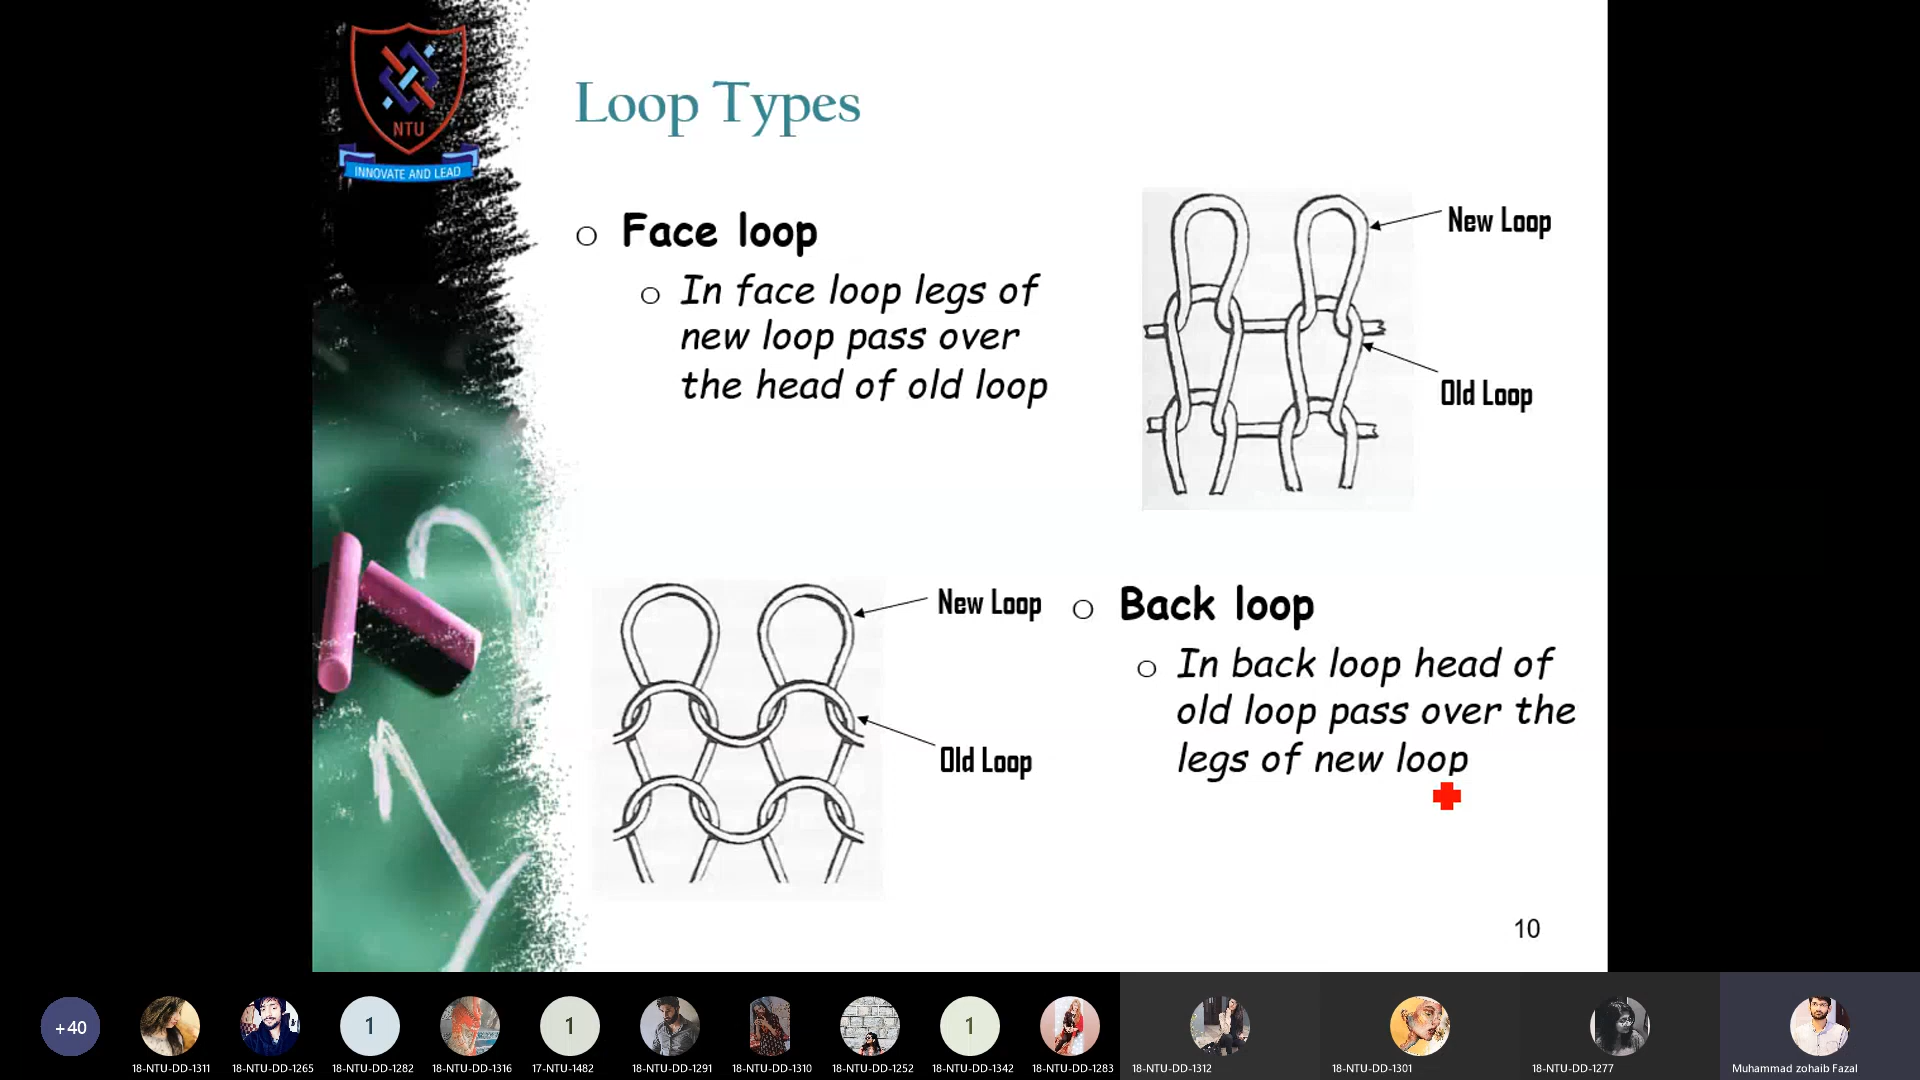 NTU
INNOVATE AND LEAD
Loop Types
Face loop
In face loop legs of
new loop pass over
the head of old loop
New Loop
Old Loop
New Loop
Old Loop
Back loop
In back loop head of
old loop pass over the
legs of new loop
10
+40
1
1
1
18-NTU-DD-1311
18-NTU-DD-1265
18-NTU-DD-1282
18-NTU-DD-1316
17-NTU-1482
18-NTU-DD-1291
18-NTU-DD-1310
18-NTU-DD-1252
18-NTU-DD-1342
18-NTU-DD-1283
18-NTU-DD-1312
18-NTU-DD-1301
18-NTU-DD-1277
Muhammad zohaib Fazal